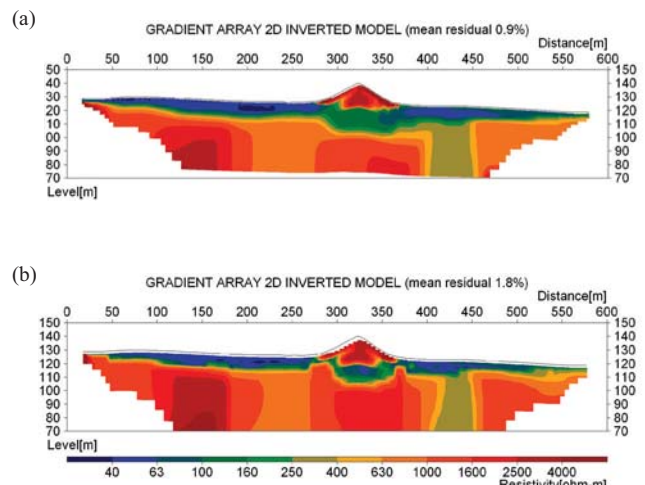 (a)
GRADIENT ARRAY 2D INVERTED MODEL (mean residual 0.9%)
Distance[m]
0 50 100 150 200 250 300 350 400 450 500 550 600
50 150
40 140
30 130
20 120
10 110
00 100
90 90
80 80
70 70
Level[m]
(b)
GRADIENT ARRAY 2D INVERTED MODEL (mean residual 1.8%)
Distance[m]
0 50 100 150 200 250 300 350 400 450 500 550 600
150 150
140 140
130 130
120 120
110 110
100 100
90 90
80 80
70 70
Level[m]
40 63 100 160 250 400 630 1000 1600 2500 4000
Resistivity[ohm-m]